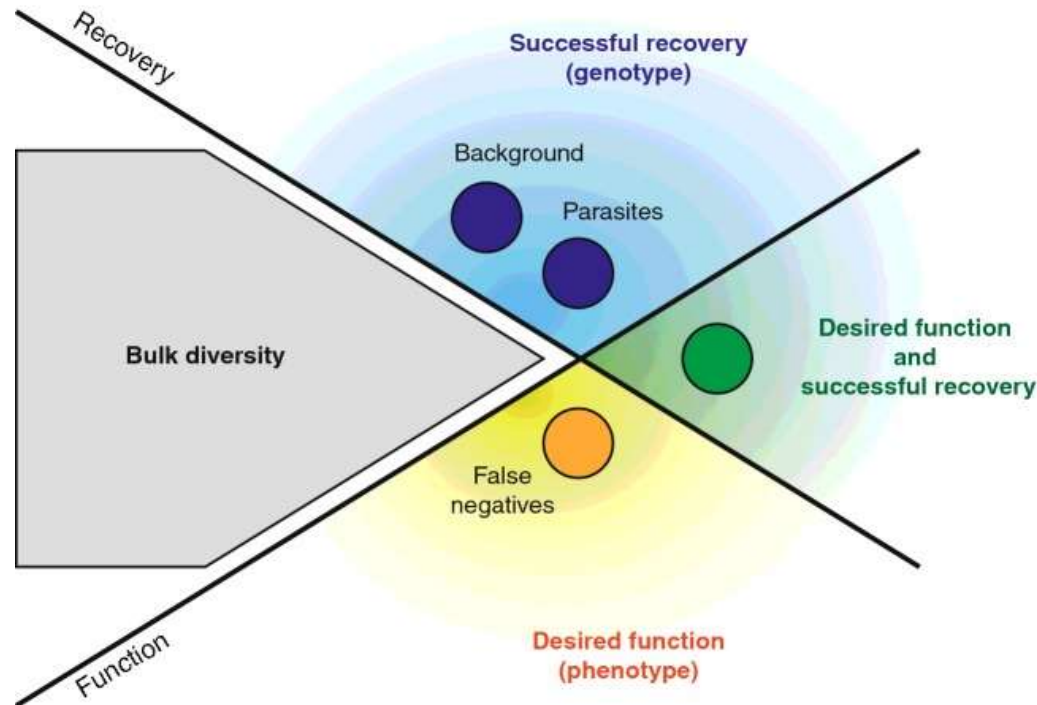 Recovery
Successful recovery
(genotype)
Background
Parasites
Bulk diversity
Desired function
and
successful recovery
False
negatives
Function
Desired function
(phenotype)